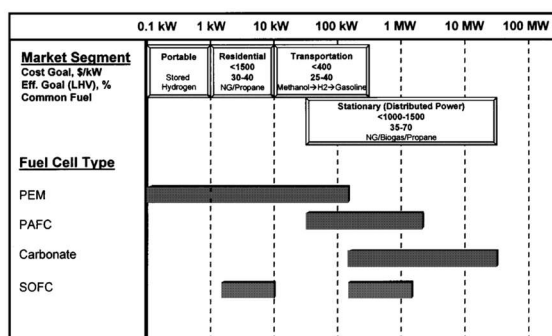 0.1 kW 1 kW 10 kW 100 kW 1 MW 10 MW 100 MW
Market Segment
Cost Goal, $/kW
Eff. Goal (LHV), %
Common Fuel
Portable
Stored
Hydrogen
Residential
<1500
30-40
NG/Propane
Transportation
<400
25-40
Methanol→H2→Gasoline
Stationary (Distributed Power)
<1000-1500
35-70
NG/Biogas/Propane
Fuel Cell Type
PEM
PAFC
Carbonate
SOFC